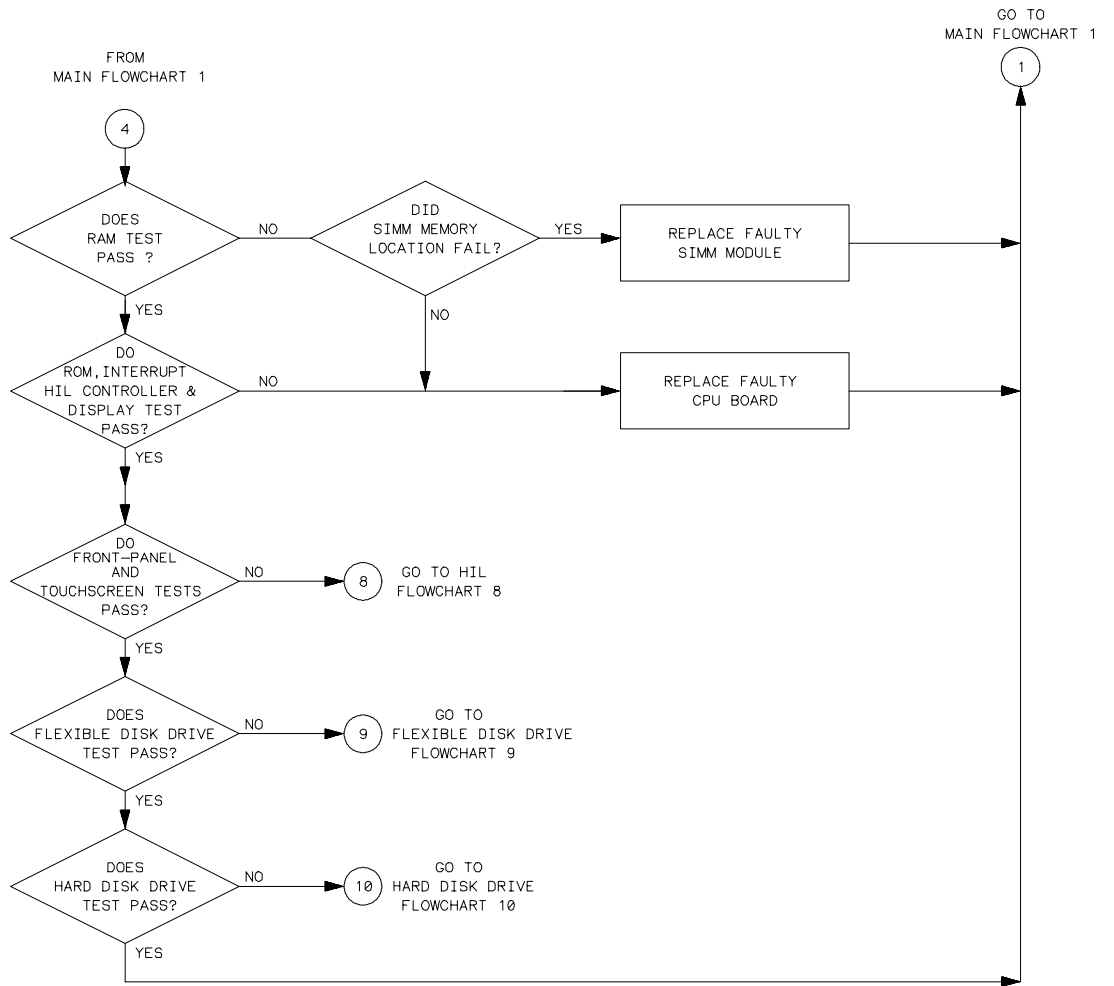 GO TO
MAIN FLOWCHART 1
1
FROM
MAIN FLOWCHART 1
4
DOES
RAM TEST
PASS ?
NO
DID
SIMM MEMORY
LOCATION FAIL?
YES
REPLACE FAULTY
SIMM MODULE
YES
NO
DO
ROM,INTERRUPT
HIL CONTROLLER &
DISPLAY TEST
PASS?
NO
REPLACE FAULTY
CPU BOARD
YES
DO
FRONT-PANEL
AND
TOUCHSCREEN TESTS
PASS?
NO
8
GO TO HIL
FLOWCHART 8
YES
DOES
FLEXIBLE DISK DRIVE
TEST PASS?
NO
9
GO TO
FLEXIBLE DISK DRIVE
FLOWCHART 9
YES
DOES
HARD DISK DRIVE
TEST PASS?
NO
10
GO TO
HARD DISK DRIVE
FLOWCHART 10
YES